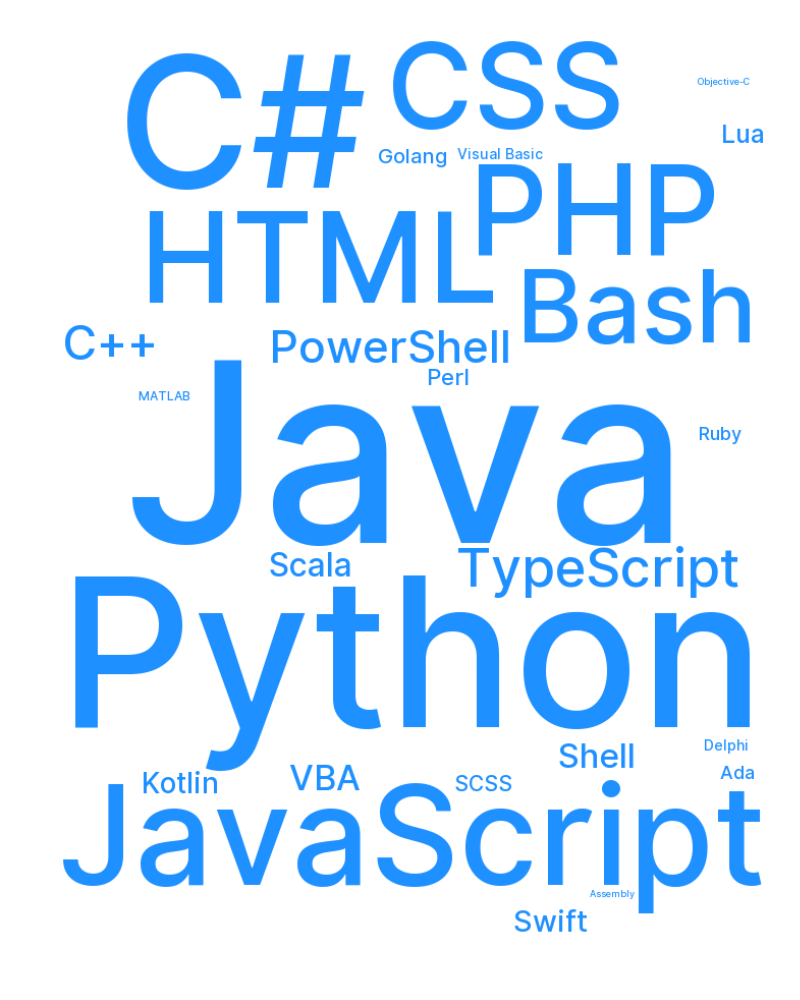 C#
CSS
Objective-C
Lua
Golang
Visual Basic
PHP
HTML
Bash
C++
PowerShell
Perl
MATLAB
Java
Ruby
Scala
TypeScript
Python
Delphi
Shell
Ada
Kotlin
VBA
SCSS
JavaScript
Assembly
Swift